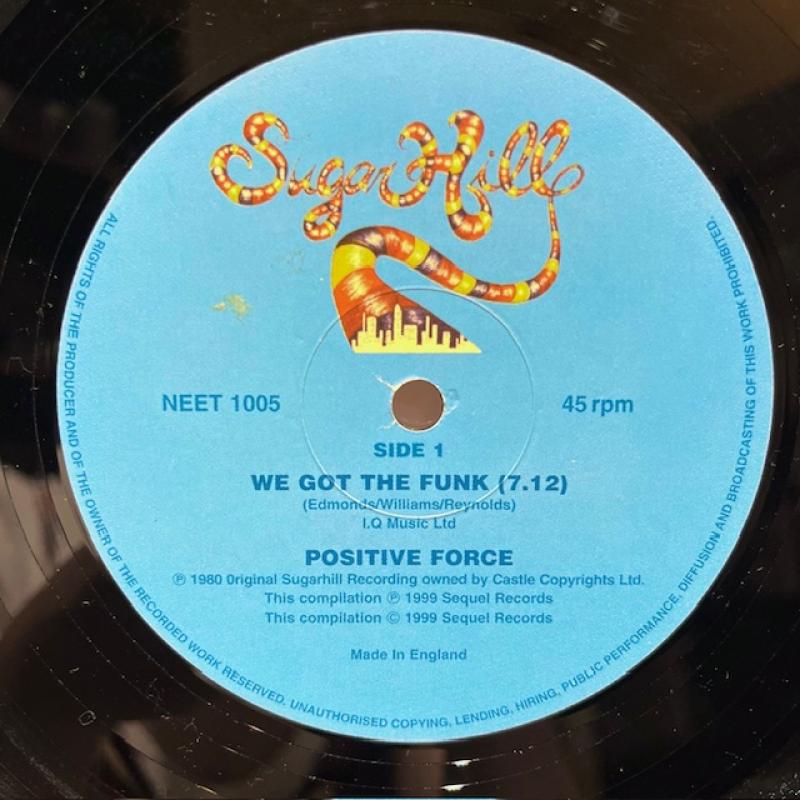 Sugar Hill
NEET 1005
45 rpm
SIDE 1
WE GOT THE FUNK (7.12)
(Edmonds/Williams/Reynolds)
I.Q Music Ltd
POSITIVE FORCE
℗ 1980 Original Sugarhill Recording owned by Castle Copyrights Ltd.
This compilation ℗ 1999 Sequel Records
This compilation © 1999 Sequel Records
Made In England
ALL RIGHTS OF THE PRODUCER AND OF THE OWNER OF THE RECORDED WORK RESERVED. UNAUTHORISED COPYING, LENDING, HIRING, PUBLIC PERFORMANCE, DIFFUSION AND BROADCASTING OF THIS WORK PROHIBITED.